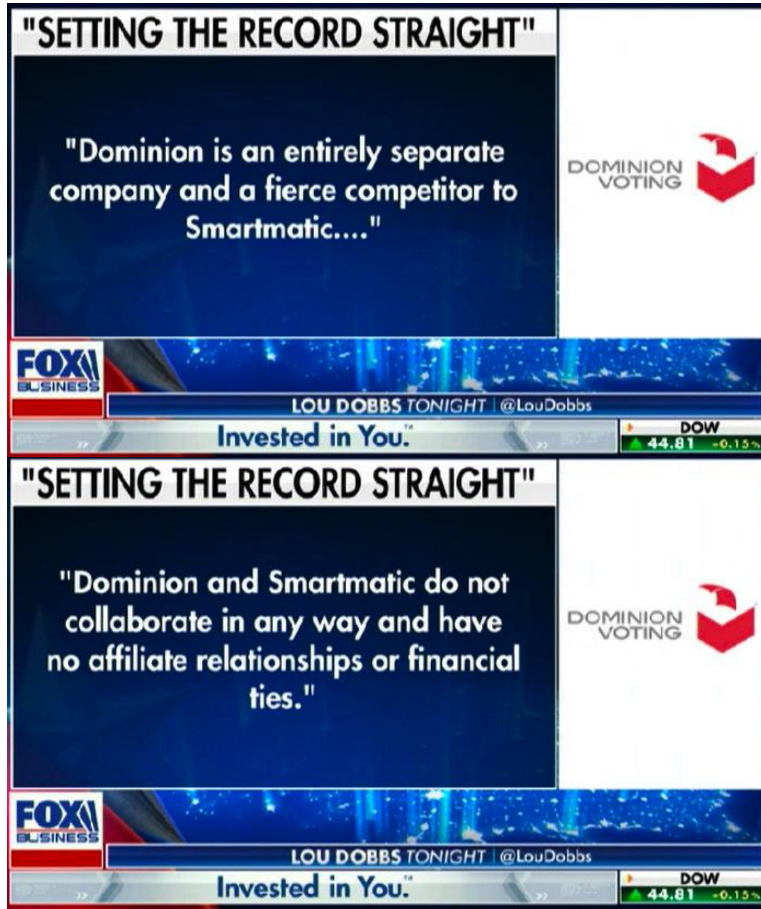 "SETTING THE RECORD STRAIGHT"
"Dominion is an entirely separate
company and a fierce competitor to
Smartmatic...."
DOMINION
VOTING
FOX
BUSINESS
LOU DOBBS TONIGHT | @LouDobbs
Invested in You.™
DOW
▲ 44.81 -0.15%
"SETTING THE RECORD STRAIGHT"
"Dominion and Smartmatic do not
collaborate in any way and have
no affiliate relationships or financial
ties."
DOMINION
VOTING
FOX
BUSINESS
LOU DOBBS TONIGHT | @LouDobbs
Invested in You.™
DOW
▲ 44.81 -0.15%